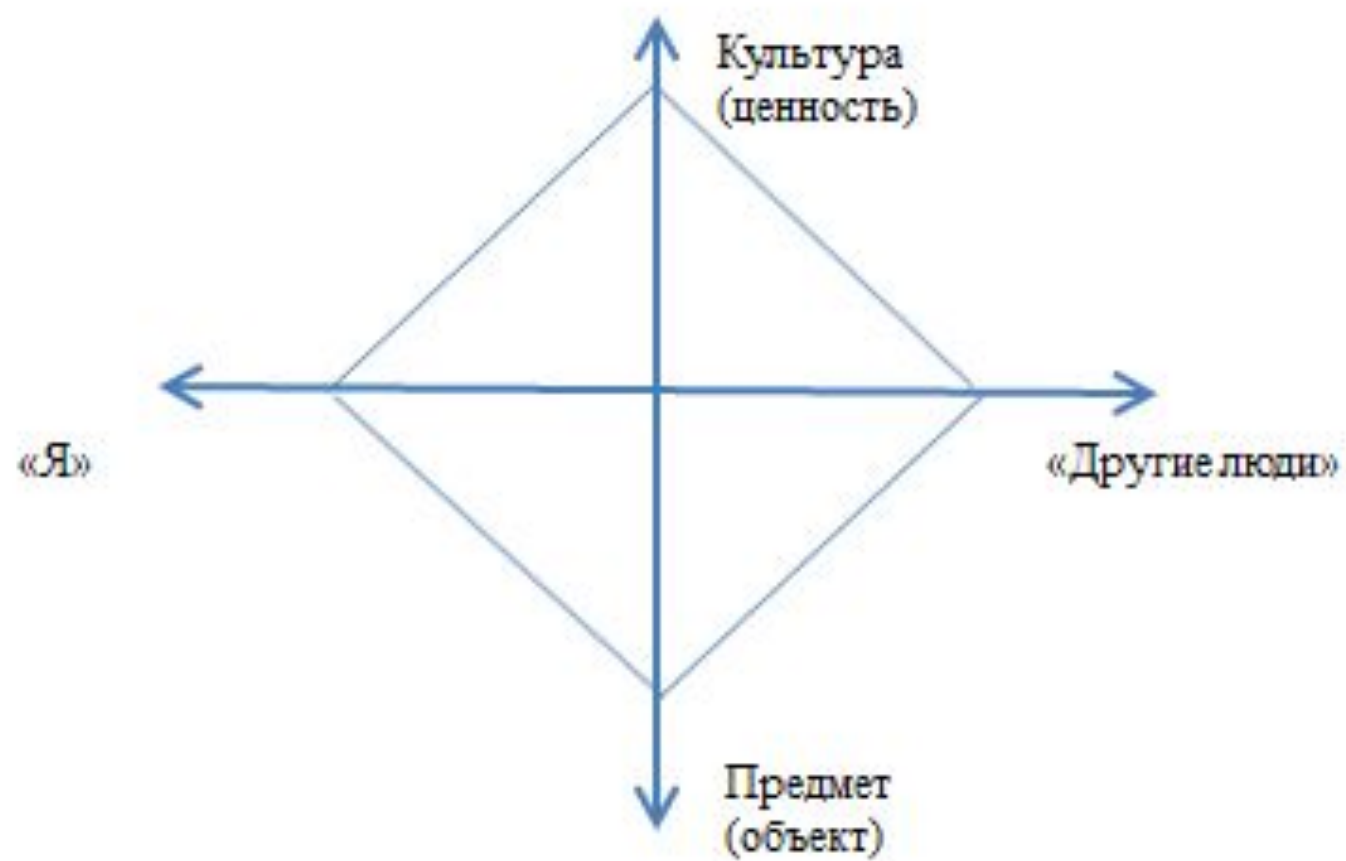 Культура
(ценность)
«Я»
«Другие люди»
Предмет
(объект)